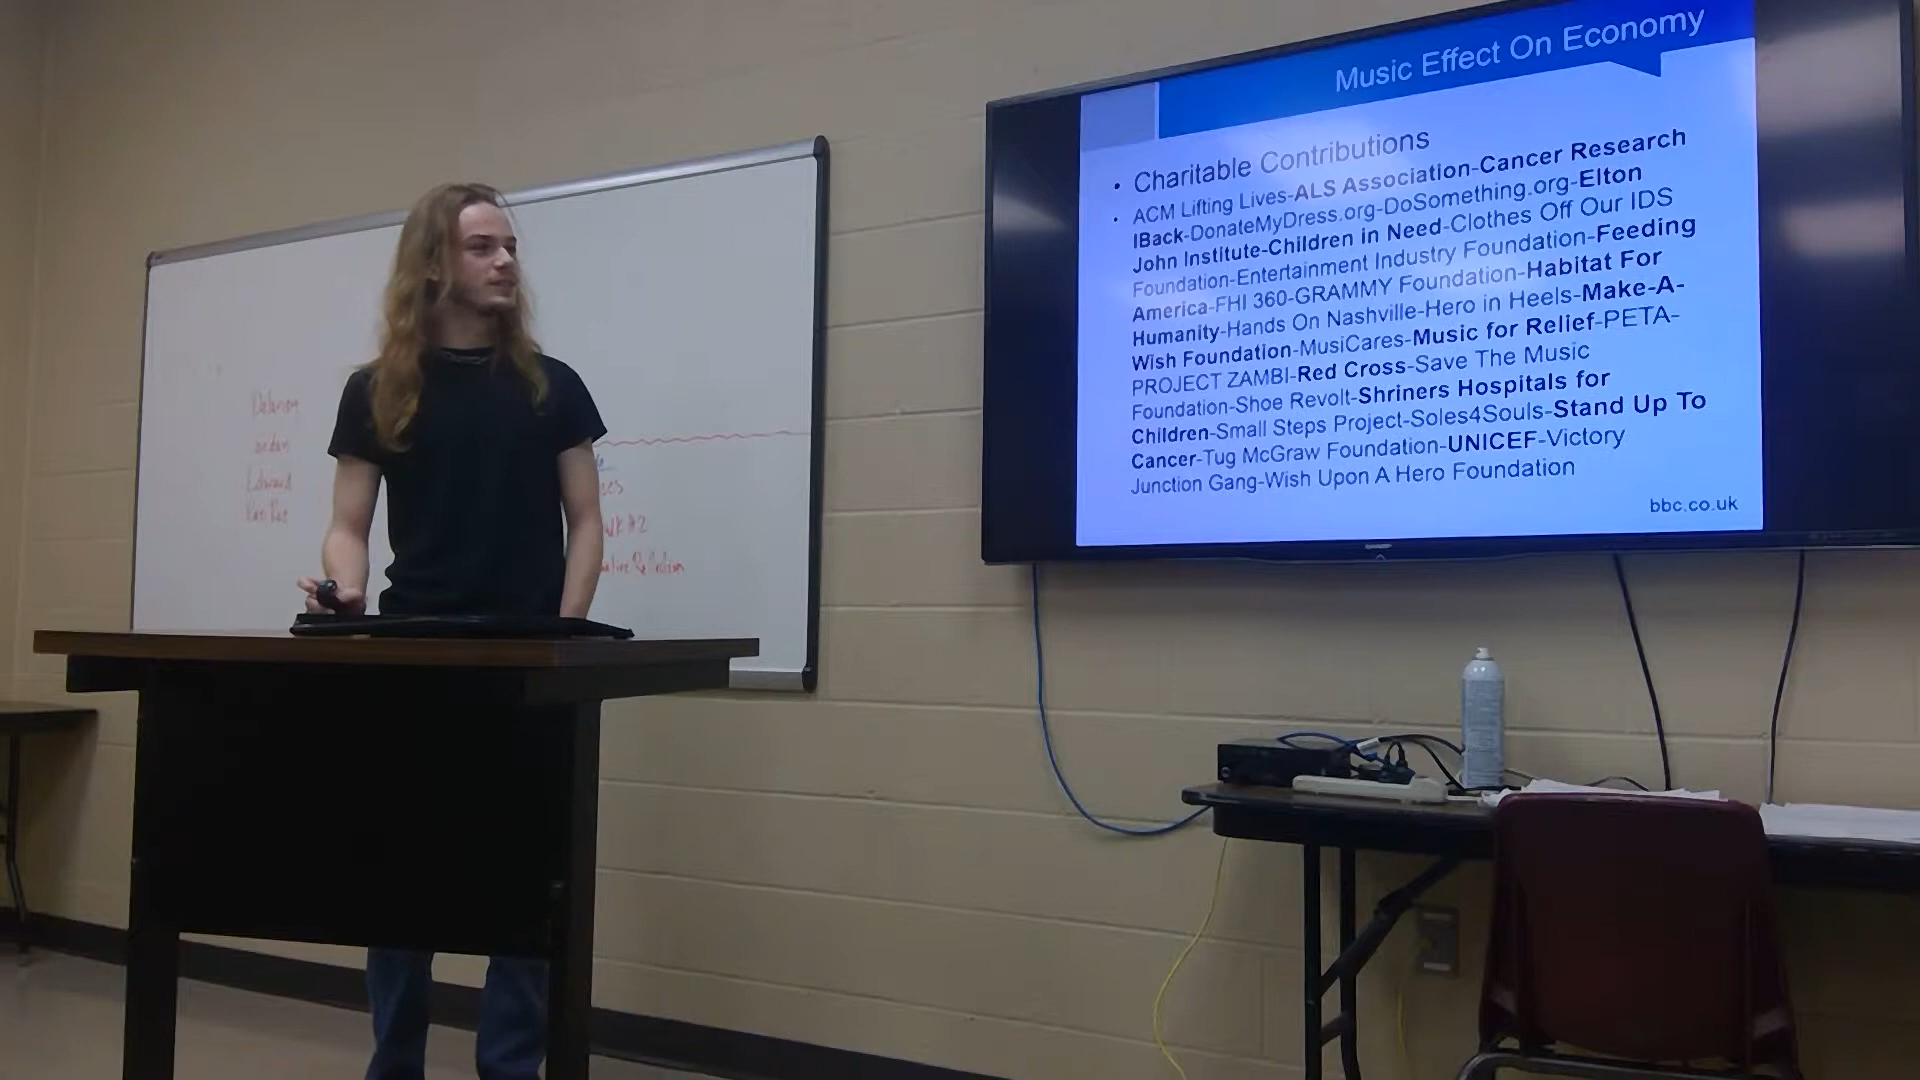 Music Effect On Economy
• Charitable Contributions
• ACM Lifting Lives-ALS Association-Cancer Research
IBack-DonateMyDress.org-DoSomething.org-Elton
John Institute-Children in Need-Clothes Off Our IDS
Foundation-Entertainment Industry Foundation-Feeding
America-FHI 360-GRAMMY Foundation-Habitat For
Humanity-Hands On Nashville-Hero in Heels-Make-A-
Wish Foundation-MusiCares-Music for Relief-PETA-
PROJECT ZAMBI-Red Cross-Save The Music
Foundation-Shoe Revolt-Shriners Hospitals for
Children-Small Steps Project-Soles4Souls-Stand Up To
Cancer-Tug McGraw Foundation-UNICEF-Victory
Junction Gang-Wish Upon A Hero Foundation
bbc.co.uk
Edward
#2